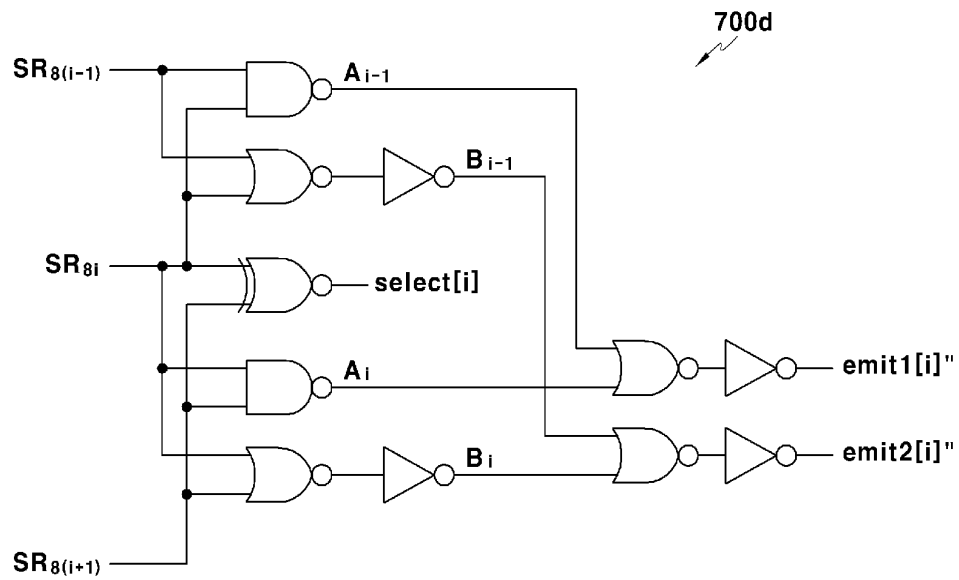 700d
SR8(i−1)
Ai−1
Bi−1
SR8i
select[i]
Ai
emit1[i]"
Bi
emit2[i]"
SR8(i+1)